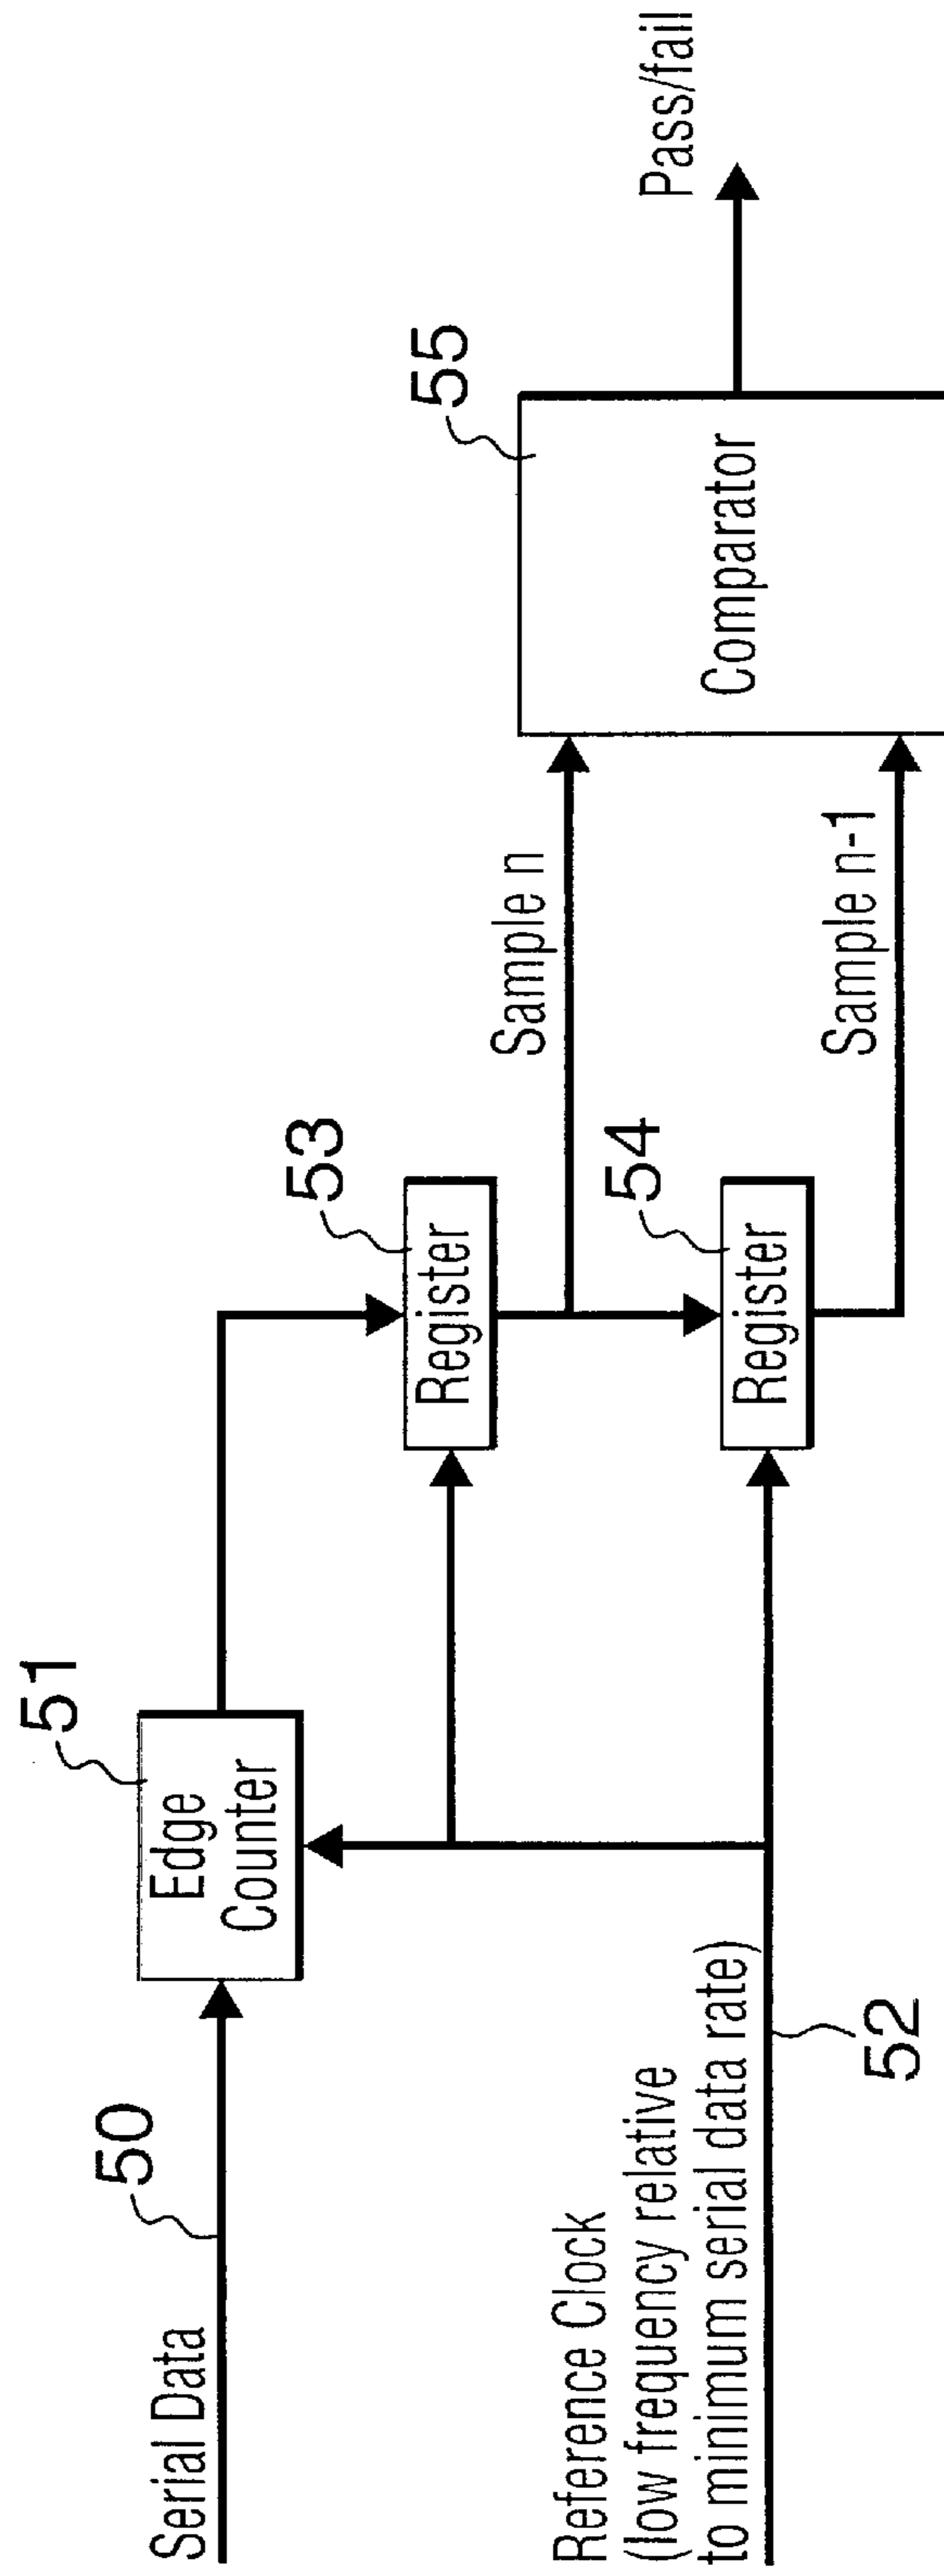 Serial Data
50
Edge
Counter
51
Reference Clock
(low frequency relative
to minimum serial data rate)
52
Register
53
Register
54
Sample n
Sample n-1
Comparator
55
Pass/fail